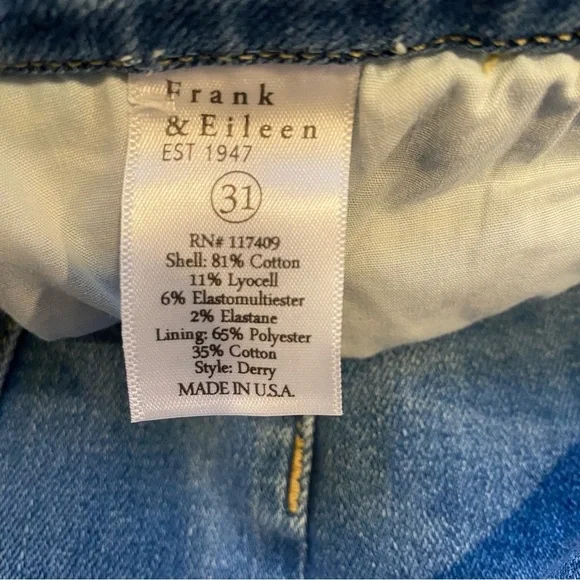 Frank
& Eileen
EST 1947
31
RN# 117409
Shell: 81% Cotton
11% Lyocell
6% Elastomultiester
2% Elastane
Lining: 65% Polyester
35% Cotton
Style: Derry
MADE IN U.S.A.